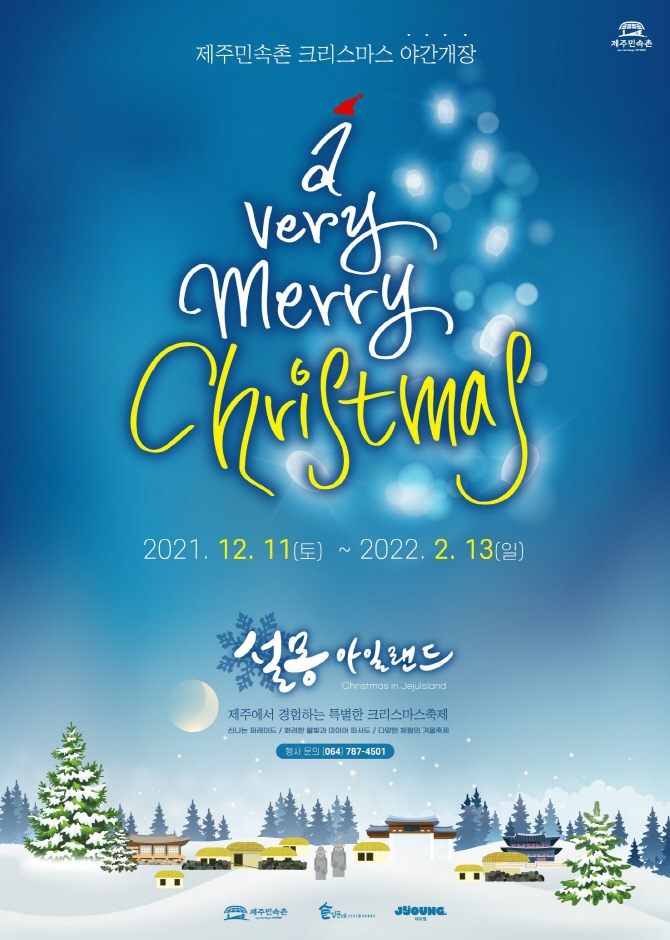 제주민속촌 크리스마스 야간개장
제주민속촌
a
very
Merry
Christmas
2021. 12. 11(토) ~ 2022. 2. 13(일)
설몽 아일랜드
Christmas in JejuIsland
제주에서 경험하는 특별한 크리스마스축제
신나는 퍼레이드 / 화려한 불빛과 미디어 파사드 / 다양한 체험의 겨울축제
행사 문의 (064) 787-4501
제주민속촌
JYOUNG.